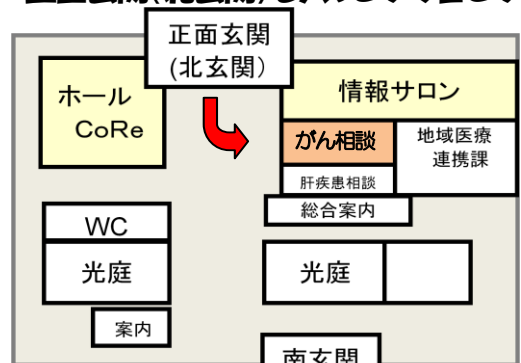 正面玄関
(北玄関）
ホール
CoRe
情報サロン
がん相談
地域医療
連携課
肝疾患相談
総合案内
WC
光庭
光庭
案内
南玄関